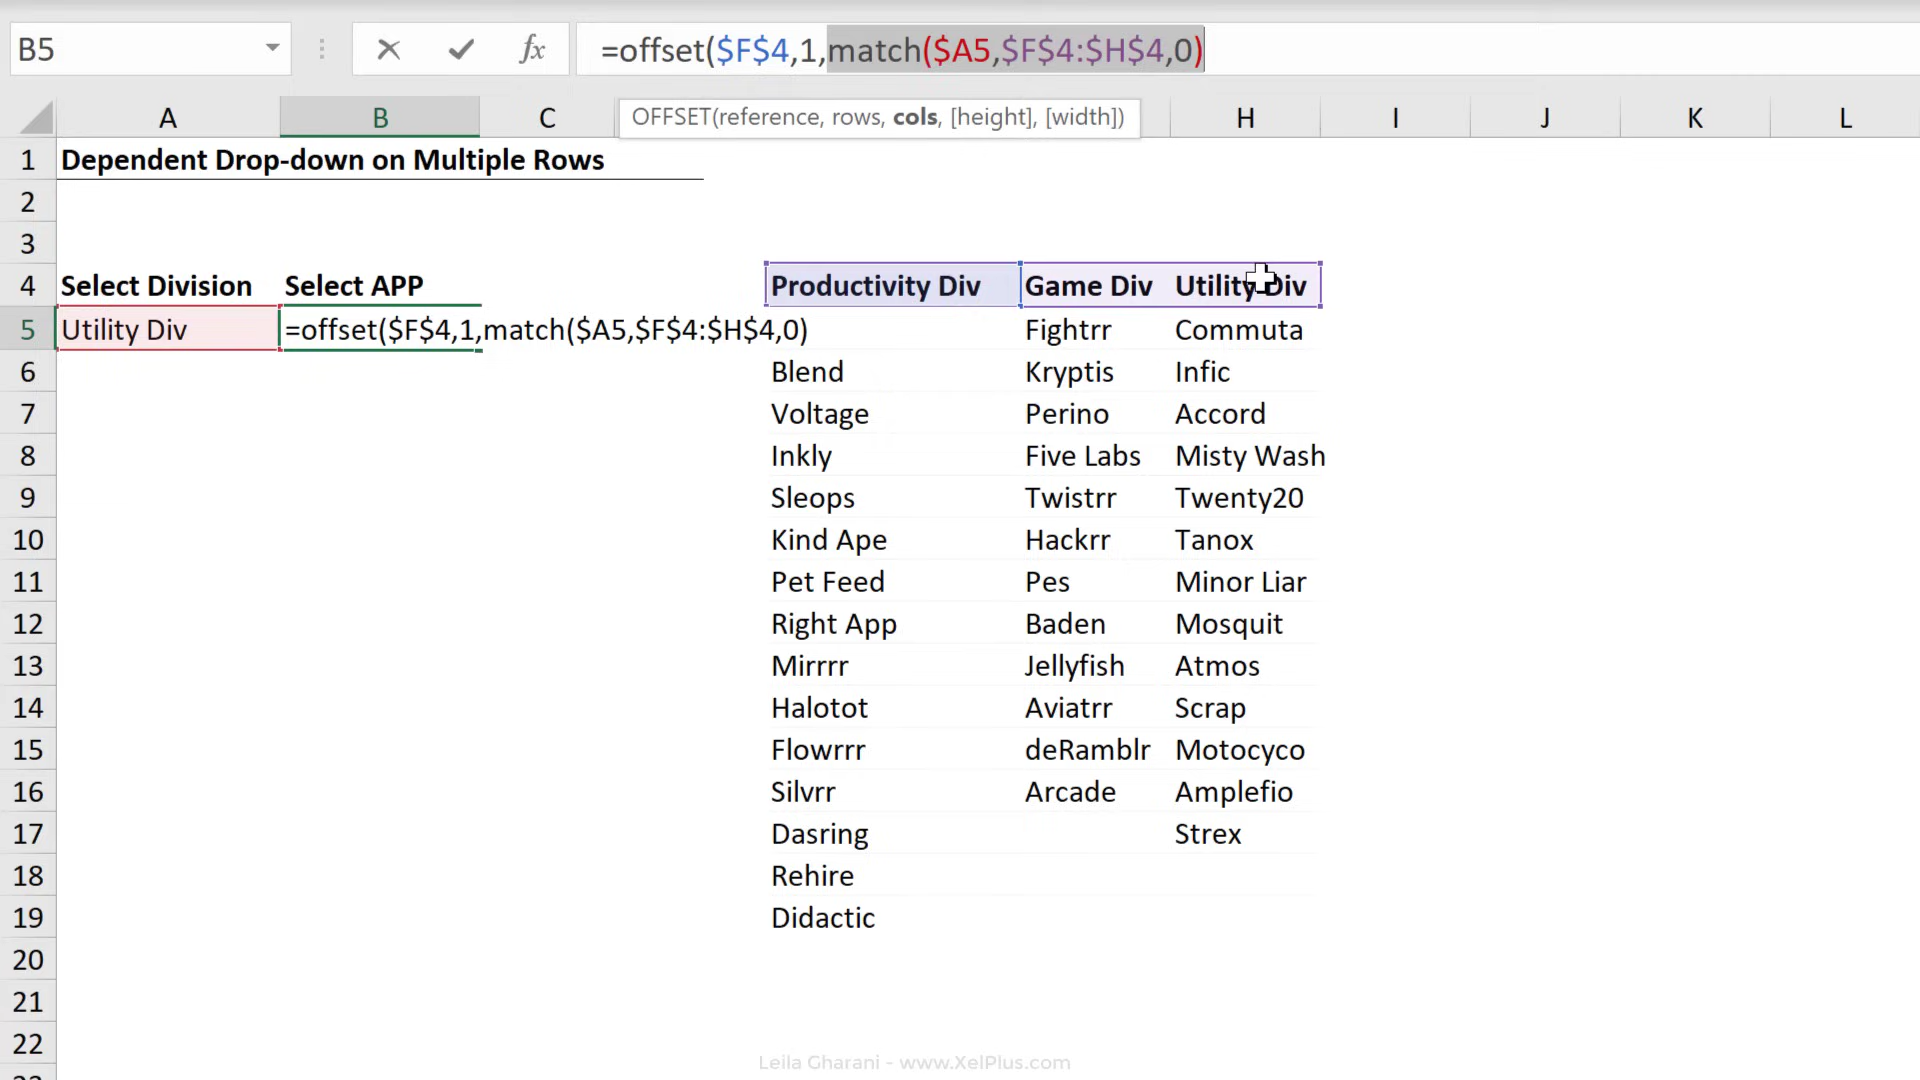 B5 fx =offset($F$4,1,match($A5,$F$4:$H$4,0)
A B C H I J K L
OFFSET(reference, rows, cols, [height], [width])
1 Dependent Drop-down on Multiple Rows
2
3
4 Select Division Select APP Productivity Div Game Div Utility Div
5 Utility Div =offset($F$4,1,match($A5,$F$4:$H$4,0) Fightrr Commuta
6 Blend Kryptis Infic
7 Voltage Perino Accord
8 Inkly Five Labs Misty Wash
9 Sleops Twistrr Twenty20
10 Kind Ape Hackrr Tanox
11 Pet Feed Pes Minor Liar
12 Right App Baden Mosquit
13 Mirrrr Jellyfish Atmos
14 Halotot Aviatrr Scrap
15 Flowrrr deRamblr Motocyco
16 Silvrr Arcade Amplefio
17 Dasring Strex
18 Rehire
19 Didactic
20
21
22
Leila Gharani - www.XelPlus.com